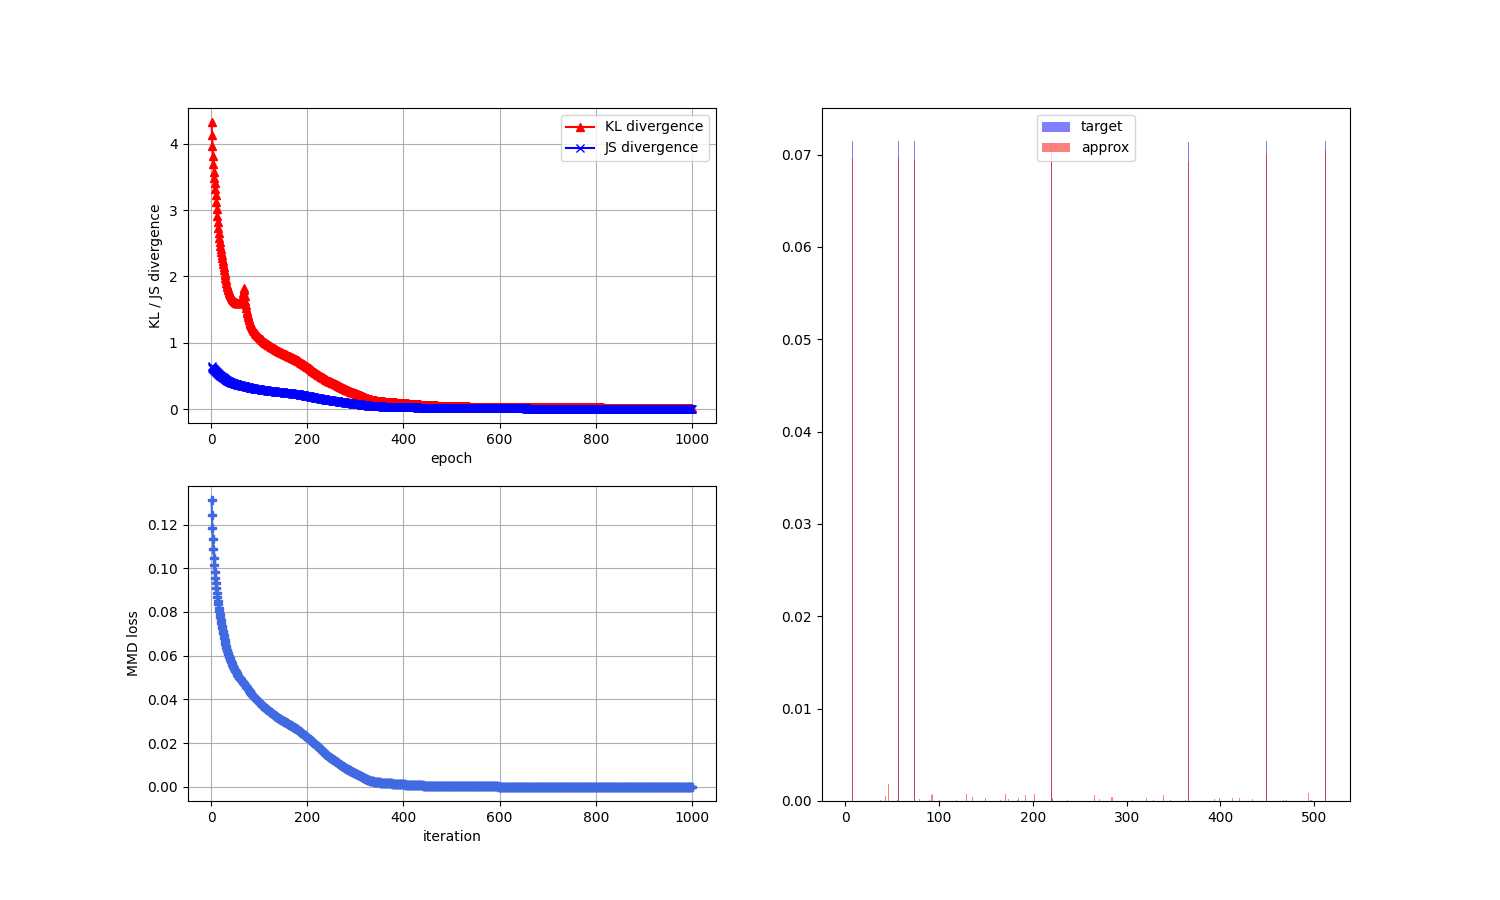 4
3
2
1
0
KL / JS divergence
KL divergence
JS divergence
0 200 400 600 800 1000
epoch
0.12
0.10
0.08
0.06
0.04
0.02
0.00
MMD loss
0 200 400 600 800 1000
iteration
target
approx
0.07
0.06
0.05
0.04
0.03
0.02
0.01
0.00
0 100 200 300 400 500